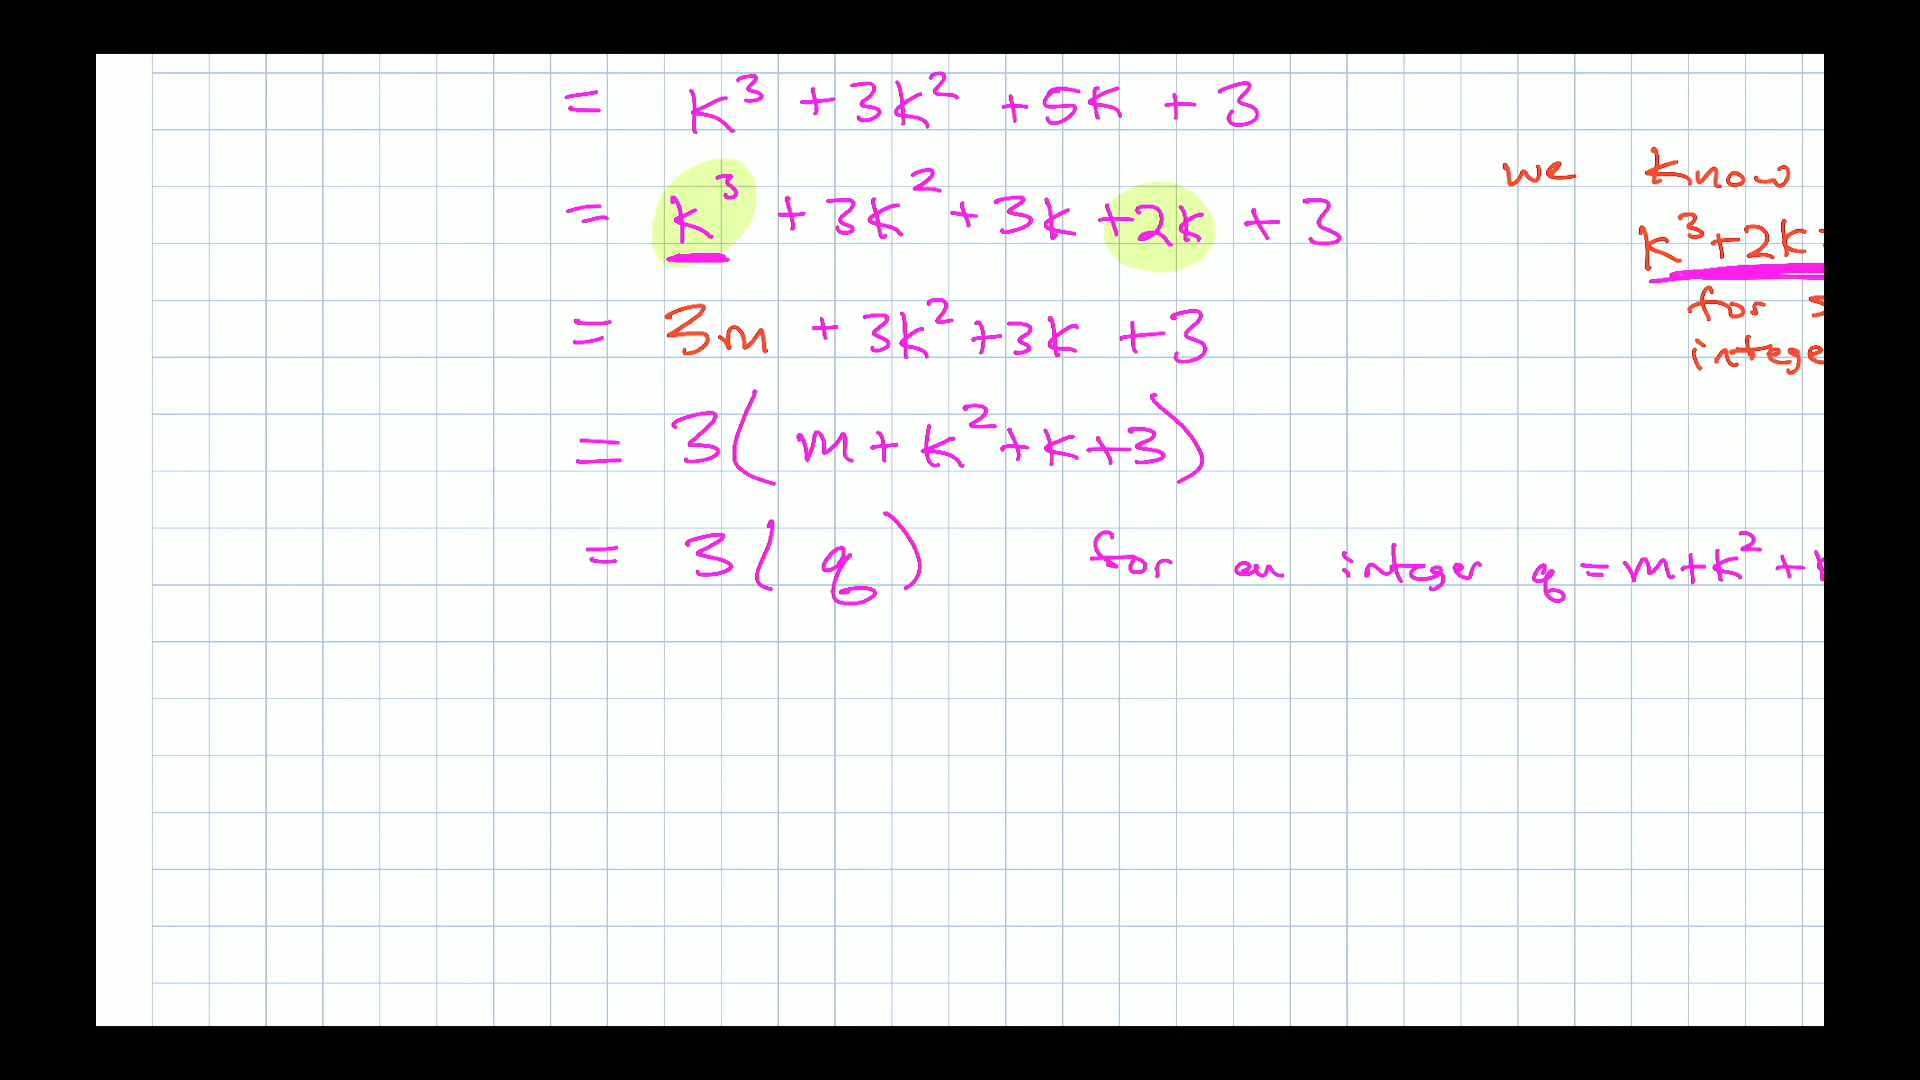 = k³ + 3k² + 5k + 3
= k³ + 3k² + 3k + 2k + 3
we know
k³ + 2k
= 3m + 3k² + 3k + 3
for
= 3(m + k² + k + 3)
= 3(q) for an integer q = m + k² +